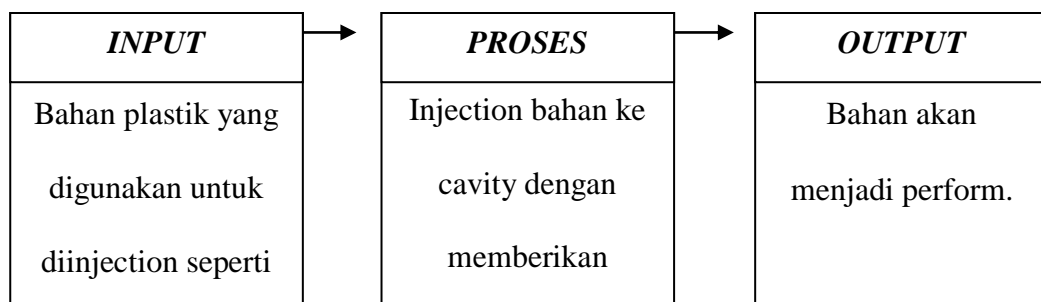 INPUT
Bahan plastik yang
digunakan untuk
diinjection seperti
PROSES
Injection bahan ke
cavity dengan
memberikan
OUTPUT
Bahan akan
menjadi perform.